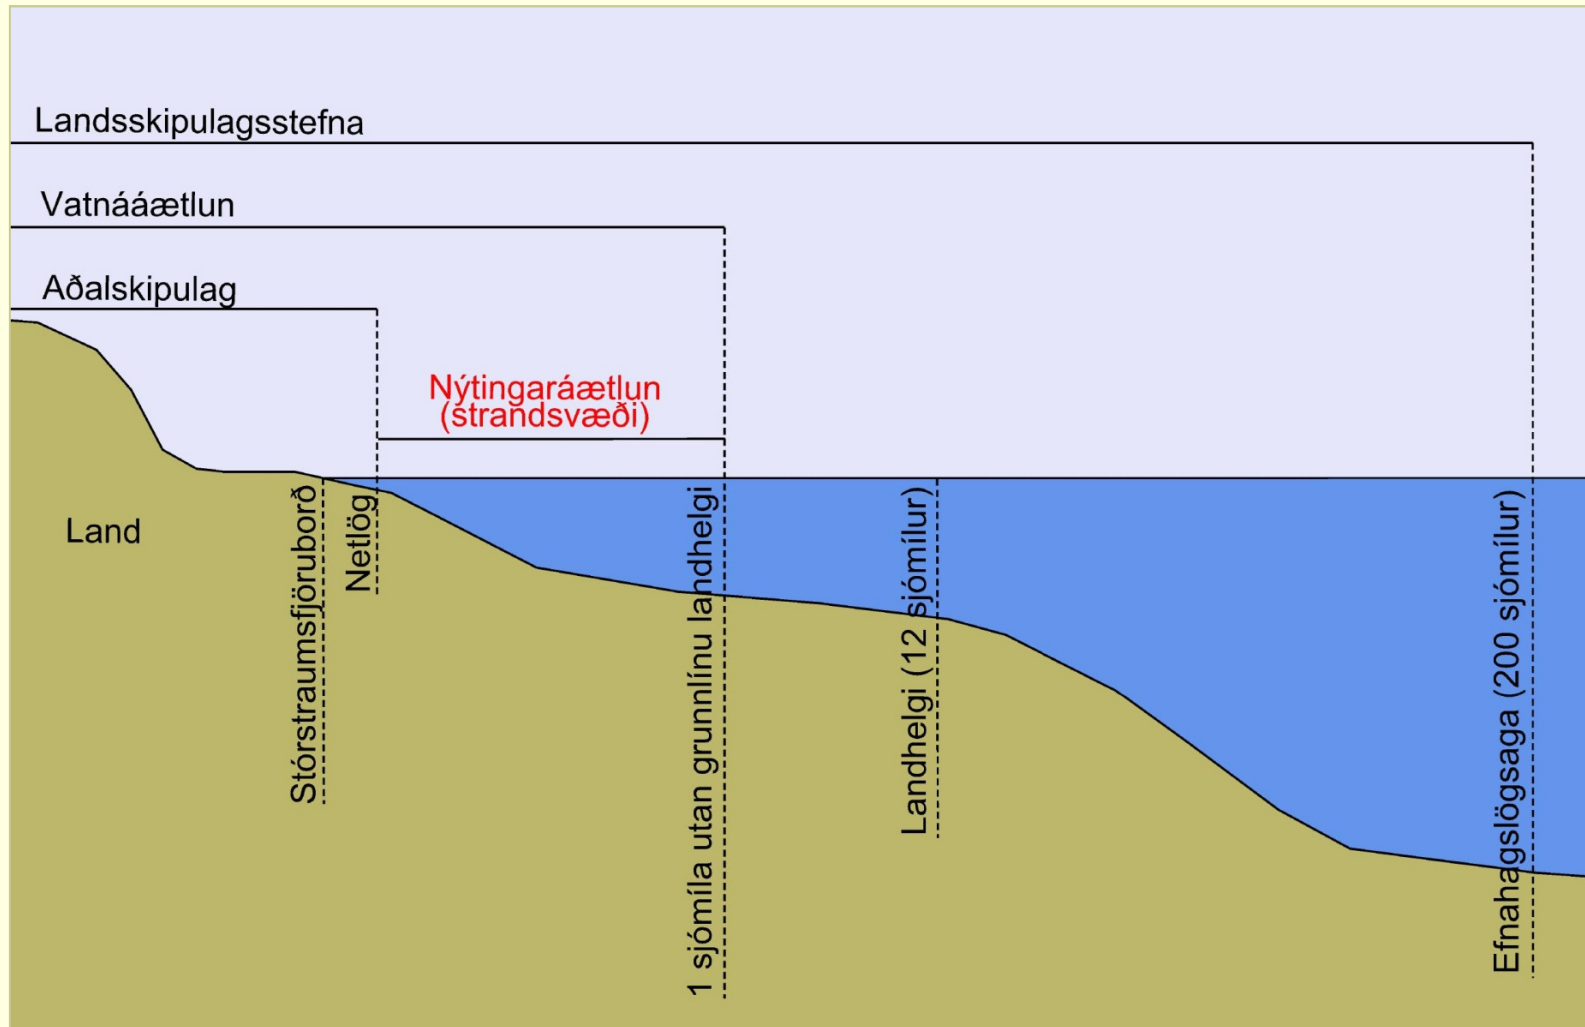 Landsskipulagsstefna
Vatnááætlun
Aðalskipulag
Nýtingaráætlun
(strandsvæði)
Land
Stórstraumsfjöruborð
Netlög
1 sjómíla utan grunnlínu landhelgi
Landhelgi (12 sjómílur)
Efnahagslögsaga (200 sjómílur)